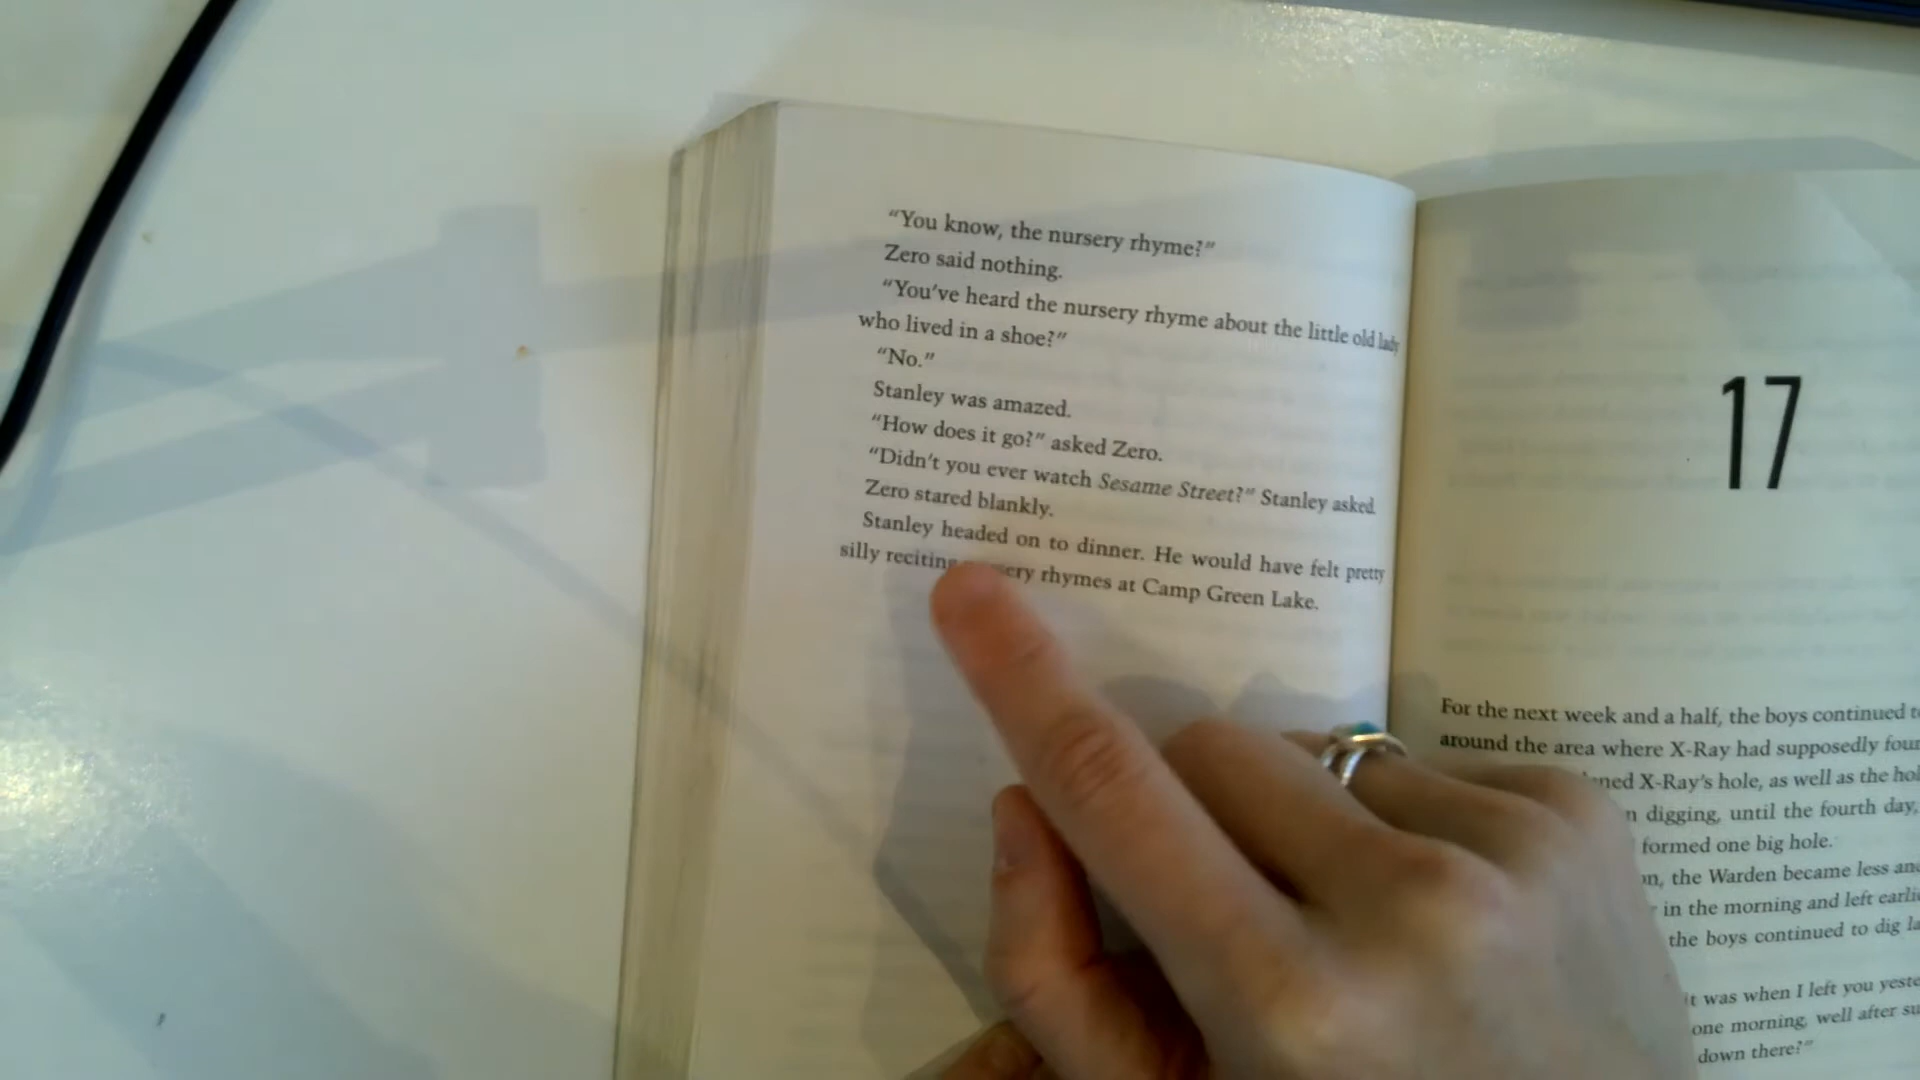 “You know, the nursery rhyme?”
Zero said nothing.
“You've heard the nursery rhyme about the little old lady
who lived in a shoe?”
“No.”
Stanley was amazed.
“How does it go?” asked Zero.
“Didn't you ever watch Sesame Street?” Stanley asked.
Zero stared blankly.
Stanley headed on to dinner. He would have felt pretty
silly reciting rhymes at Camp Green Lake.
17
For the next week and a half, the boys continued
around the area where X-Ray had supposedly
X-Ray's hole, as well as the
digging, until the fourth day,
formed one big hole.
the Warden became less
in the morning and left
the boys continued to dig
it was when I left you
one morning, well after
down there?”